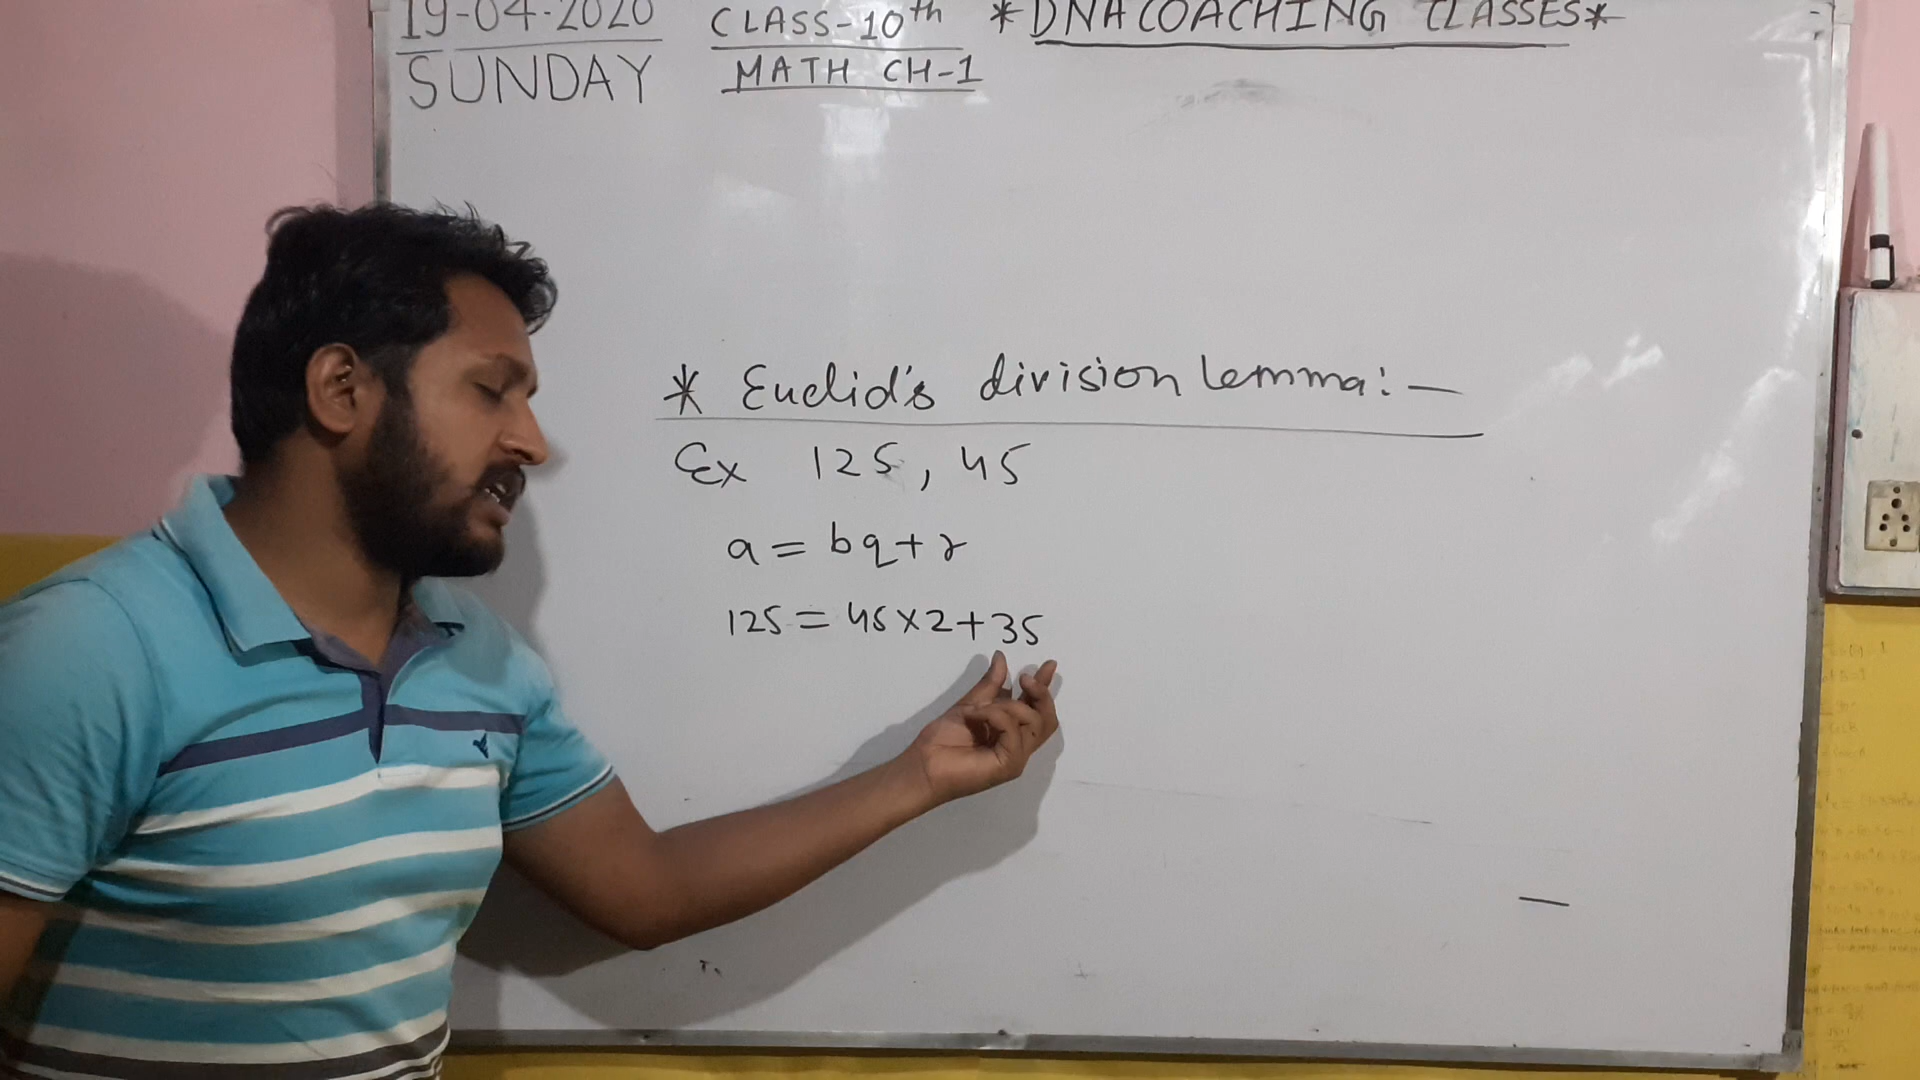 19-04-2020 CLASS-10th *DNA COACHING CLASSES*
SUNDAY MATH CH-1
* Euclid's division lemma:-
Ex 125, 45
a = bq+r
125 = 45×2+35